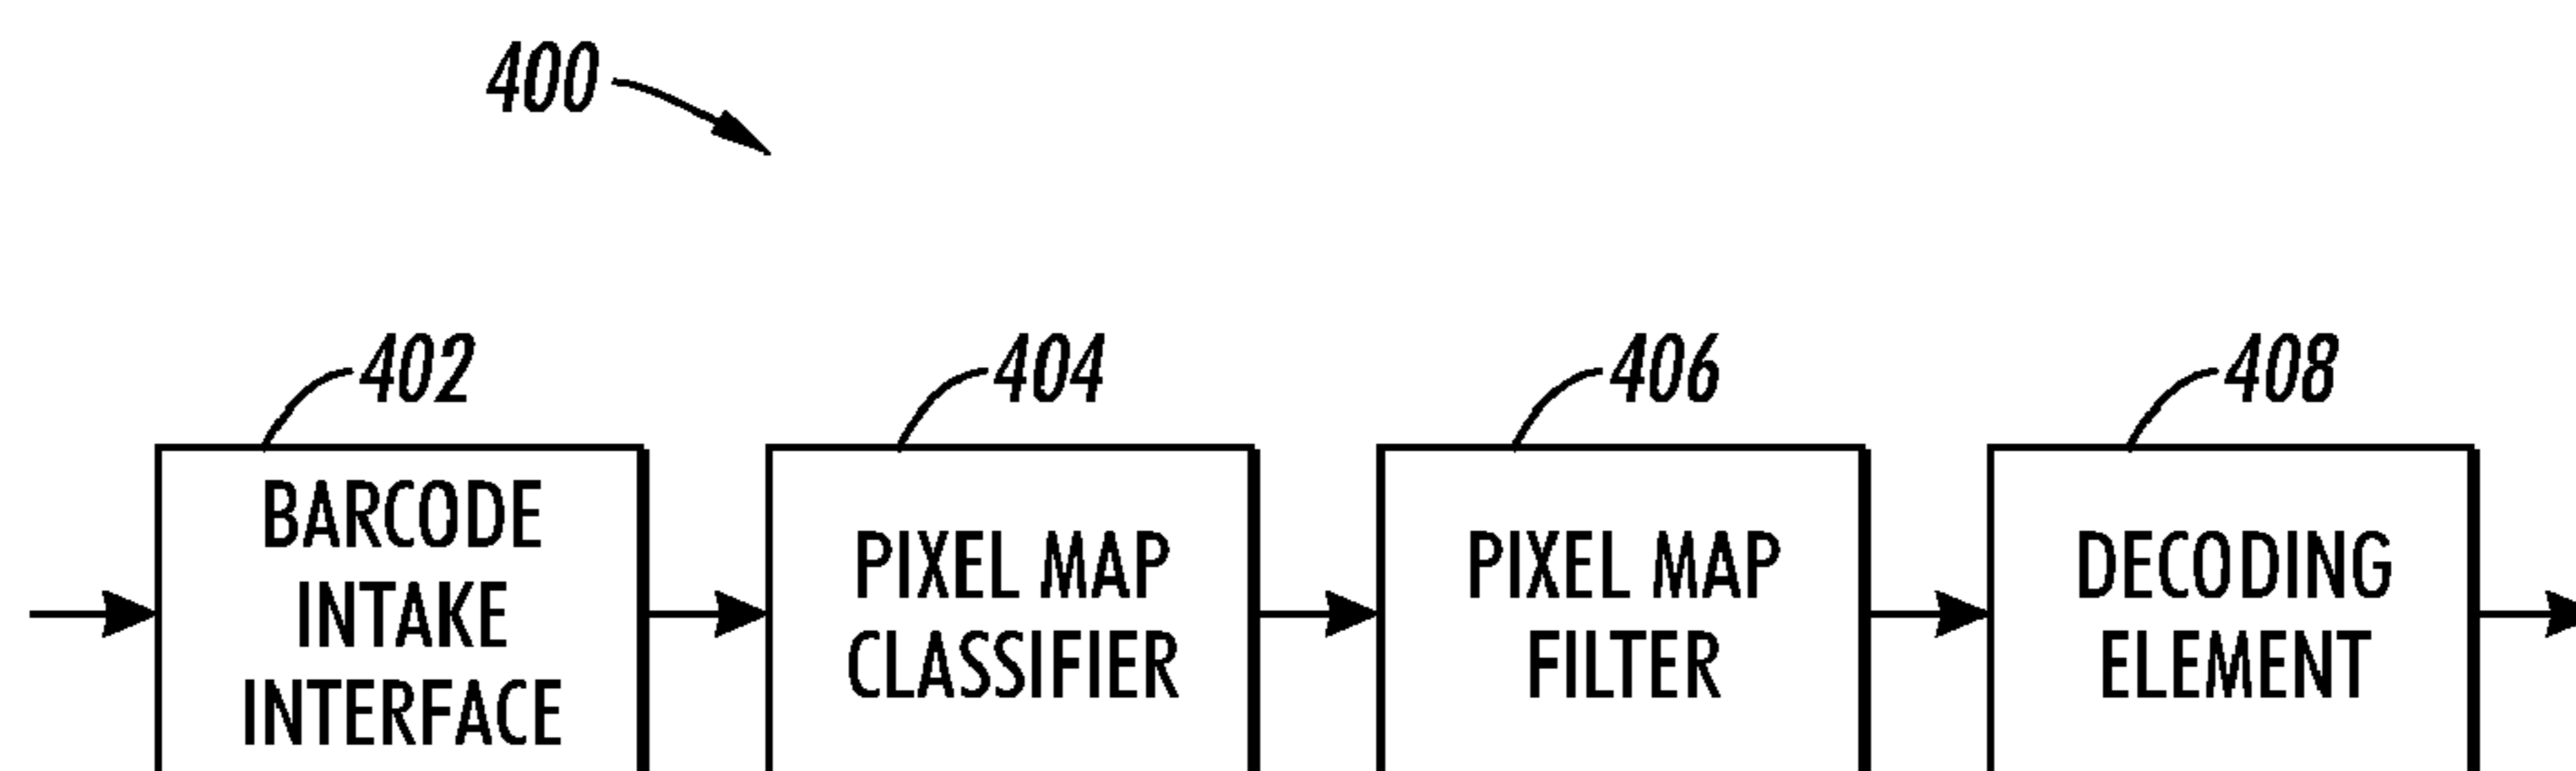 400
402
404
406
408
BARCODE
INTAKE
INTERFACE
PIXEL MAP
CLASSIFIER
PIXEL MAP
FILTER
DECODING
ELEMENT